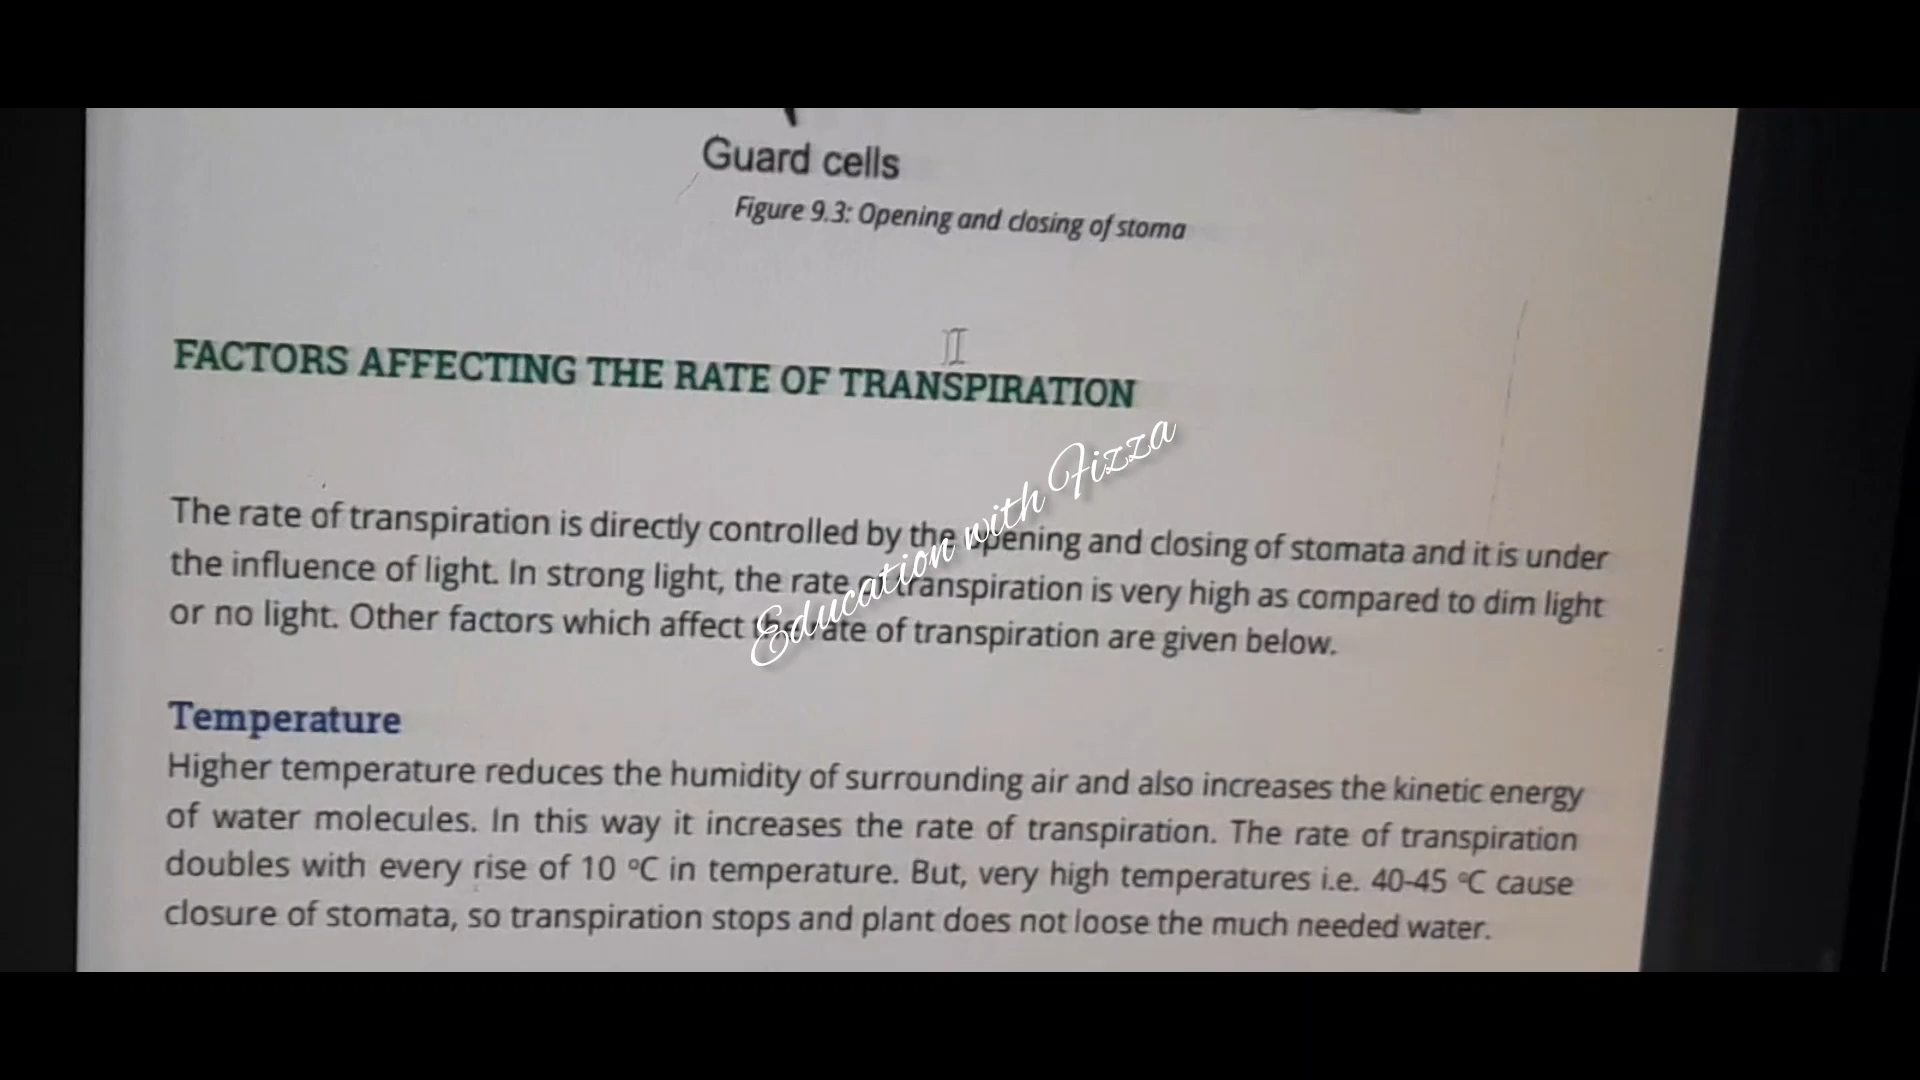 Guard cells
Figure 9.3: Opening and closing of stoma
FACTORS AFFECTING THE RATE OF TRANSPIRATION
Education with Fizza
The rate of transpiration is directly controlled by the opening and closing of stomata and it is under
the influence of light. In strong light, the rate of transpiration is very high as compared to dim light
or no light. Other factors which affect the rate of transpiration are given below.
Temperature
Higher temperature reduces the humidity of surrounding air and also increases the kinetic energy
of water molecules. In this way it increases the rate of transpiration. The rate of transpiration
doubles with every rise of 10 °C in temperature. But, very high temperatures i.e. 40-45 °C cause
closure of stomata, so transpiration stops and plant does not loose the much needed water.